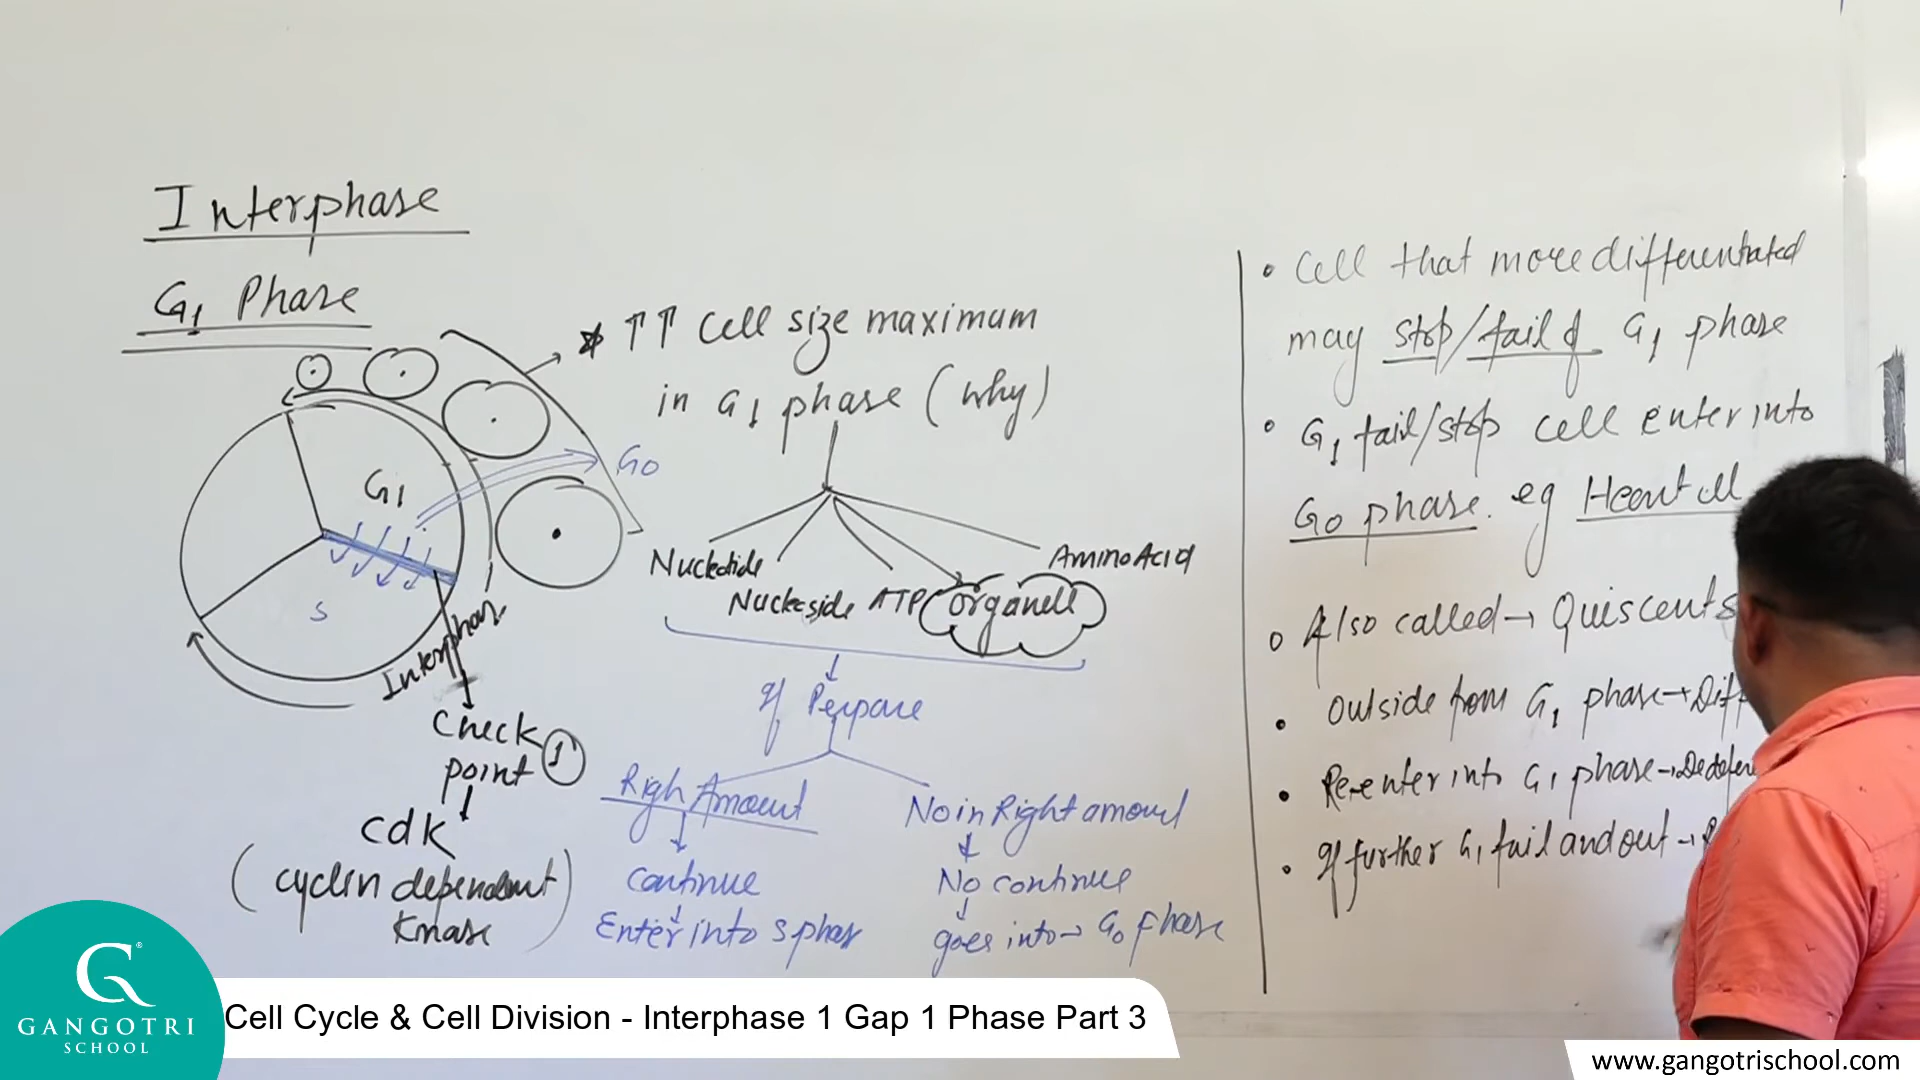 Interphase
G1 Phase
↑↑ Cell size maximum
in G1 phase (why)
G0
G1
S
Interphas
Check
point 1
cdk
(cyclin dependent
Kinase
Nucleotide
Nucleoside
ATP
Organell
Amino Acid
If Perpare
Righ Amount
Continue
Enter into S phas
No in Right amount
No continue
goes into → G0 Phase
• Cell that more differentiated
may stop/fail of G1 phase
• G1 fail/stop cell enter into
G0 phase. eg Heart cell
Also called → Quiscent s
• Outside from G1 phase → Diff
• Re-enter into G1 phase → Dedefere
• If further G1 fail and out →
GANGOTRI
SCHOOL
Cell Cycle & Cell Division - Interphase 1 Gap 1 Phase Part 3
www.gangotrischool.com